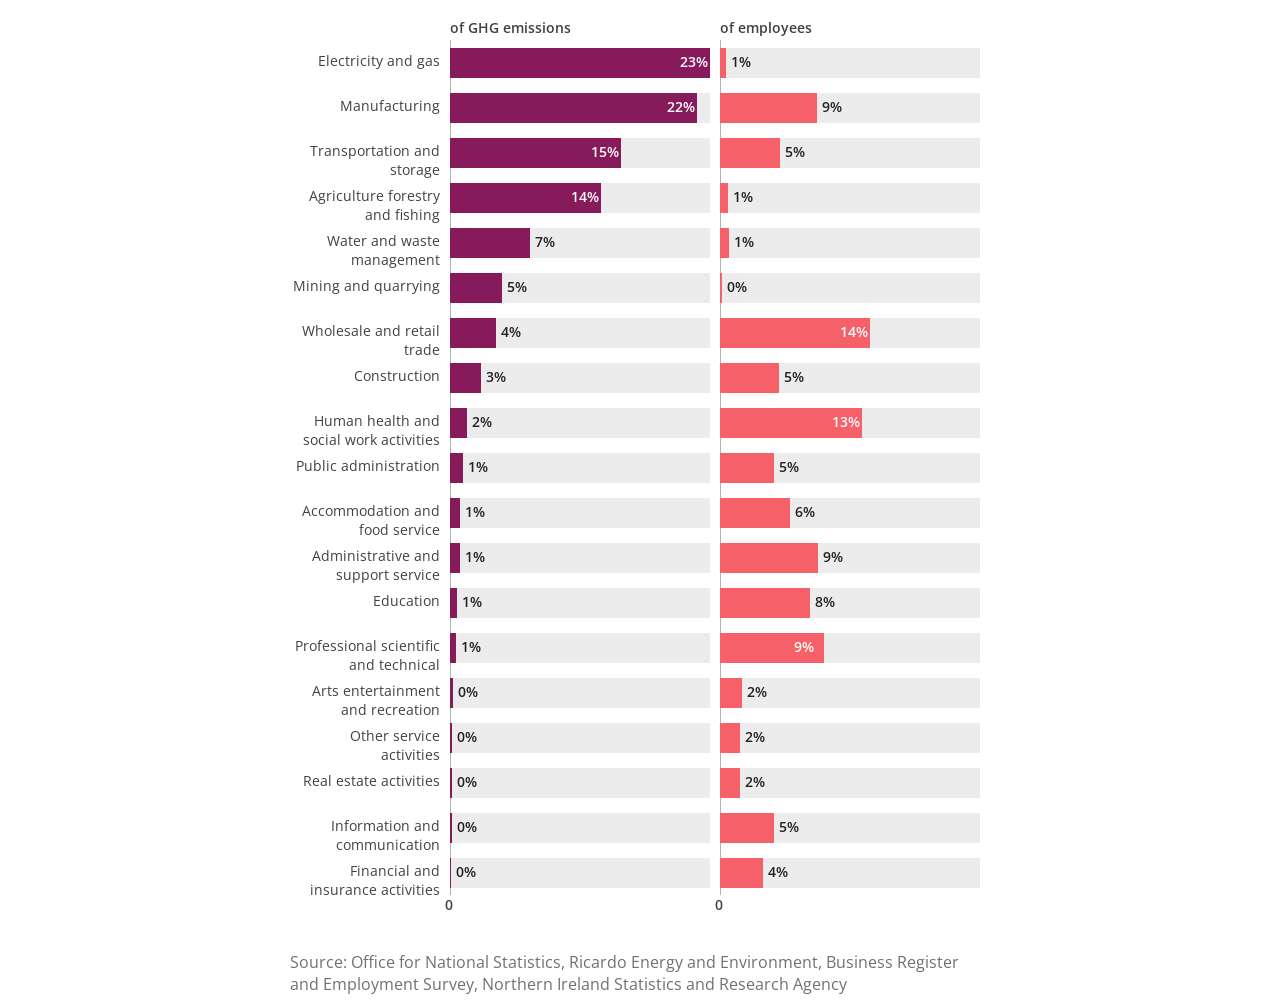 of GHG emissions of employees
Electricity and gas 23% 1%
Manufacturing 22% 9%
Transportation and 15% 5%
storage
Agriculture forestry 14% 1%
and fishing
Water and waste 7% 1%
management
Mining and quarrying 5% 0%
Wholesale and retail 4% 14%
trade
Construction 3% 5%
Human health and 2% 13%
social work activities
Public administration 1% 5%
Accommodation and 1% 6%
food service
Administrative and 1% 9%
support service
Education 1% 8%
Professional scientific 1% 9%
and technical
Arts entertainment 0% 2%
and recreation
Other service 0% 2%
activities
Real estate activities 0% 2%
Information and 0% 5%
communication
Financial and 0% 4%
insurance activities
0 0
Source: Office for National Statistics, Ricardo Energy and Environment, Business Register
and Employment Survey, Northern Ireland Statistics and Research Agency